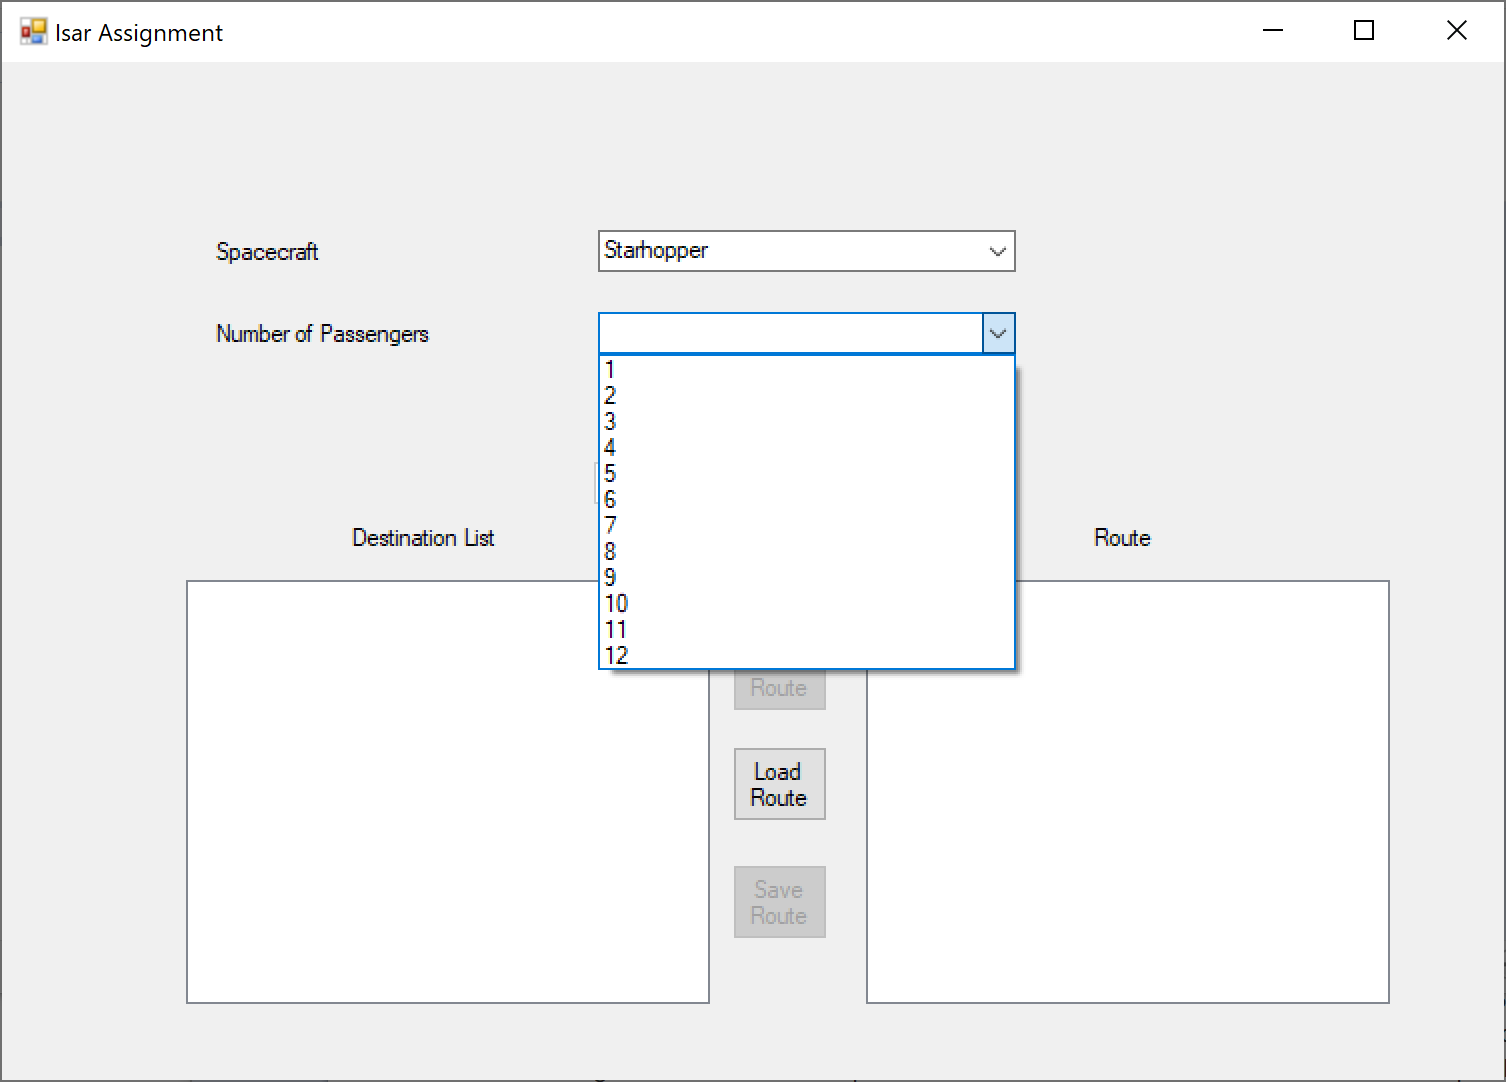 Isar Assignment
Spacecraft
Starhopper
Number of Passengers
1
2
3
4
5
6
7
8
9
10
11
12
Destination List
Route
Route
Load
Route
Save
Route